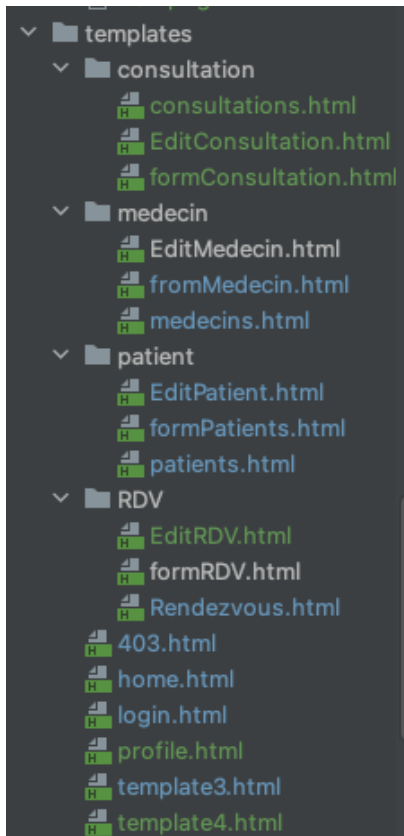 templates
consultation
consultations.html
EditConsultation.html
formConsultation.html
medecin
EditMedecin.html
fromMedecin.html
medecins.html
patient
EditPatient.html
formPatients.html
patients.html
RDV
EditRDV.html
formRDV.html
Rendezvous.html
403.html
home.html
login.html
profile.html
template3.html
template4.html